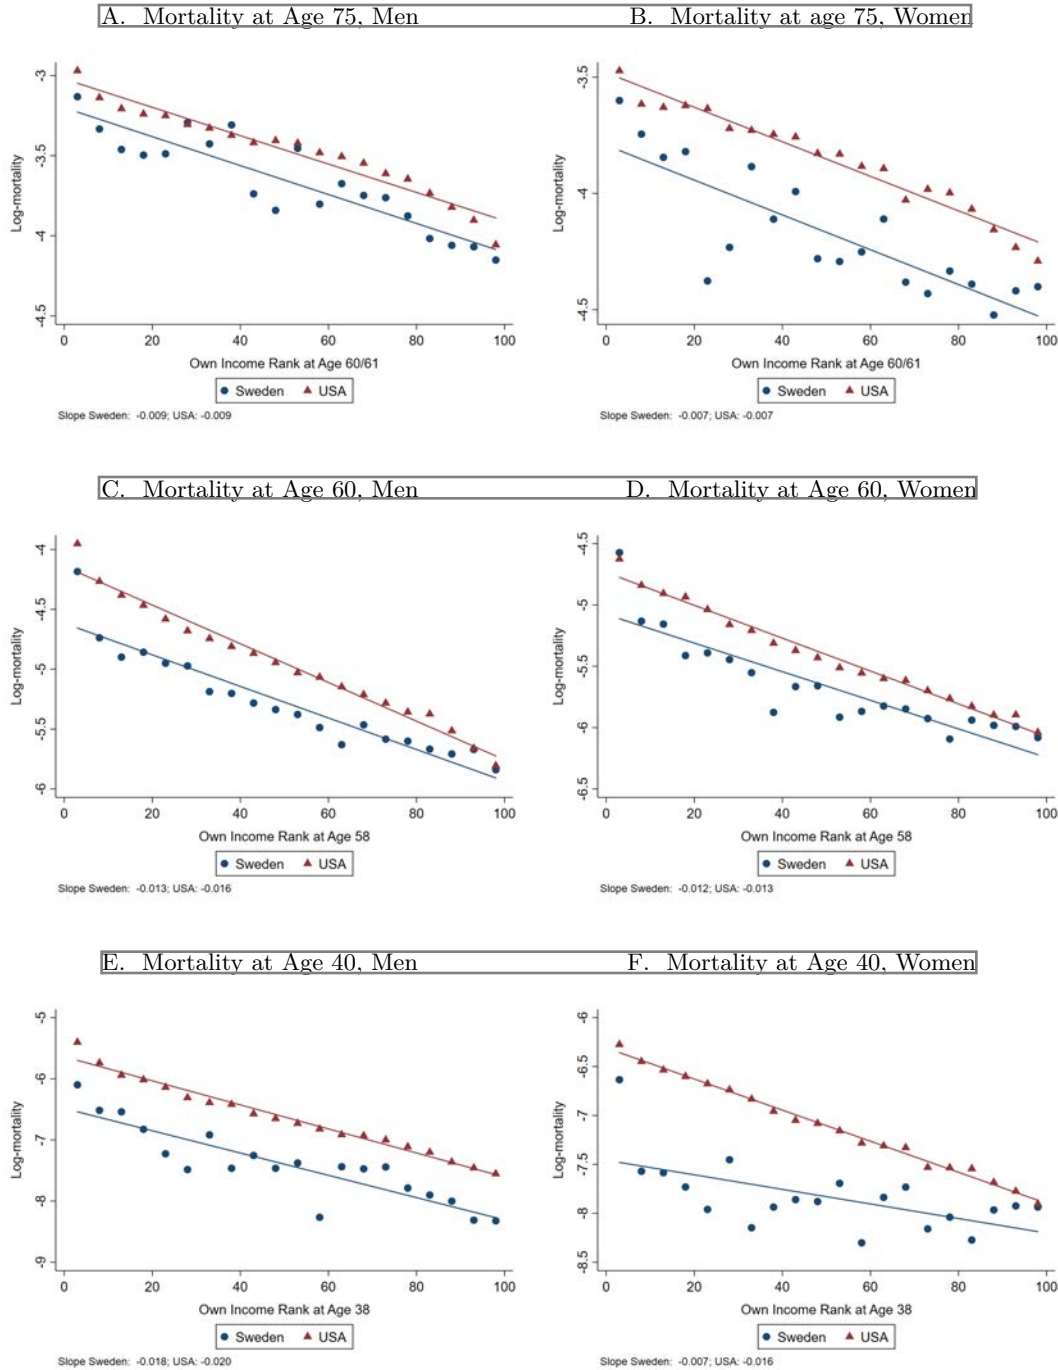 A. Mortality at Age 75, Men
B. Mortality at age 75, Women
Log-mortality
-3
-3.5
-4
-4.5
0 20 40 60 80 100
Own Income Rank at Age 60/61
Sweden USA
Slope Sweden: -0.009; USA: -0.009
Log-mortality
-3.5
-4
-4.5
0 20 40 60 80 100
Own Income Rank at Age 60/61
Sweden USA
Slope Sweden: -0.007; USA: -0.007
C. Mortality at Age 60, Men
D. Mortality at Age 60, Women
Log-mortality
-4
-4.5
-5
-5.5
-6
0 20 40 60 80 100
Own Income Rank at Age 58
Sweden USA
Slope Sweden: -0.013; USA: -0.016
Log-mortality
-4.5
-5
-5.5
-6
-6.5
0 20 40 60 80 100
Own Income Rank at Age 58
Sweden USA
Slope Sweden: -0.012; USA: -0.013
E. Mortality at Age 40, Men
F. Mortality at Age 40, Women
Log-mortality
-5
-6
-7
-8
-9
0 20 40 60 80 100
Own Income Rank at Age 38
Sweden USA
Slope Sweden: -0.018; USA: -0.020
Log-mortality
-6
-6.5
-7
-7.5
-8
-8.5
0 20 40 60 80 100
Own Income Rank at Age 38
Sweden USA
Slope Sweden: -0.007; USA: -0.016